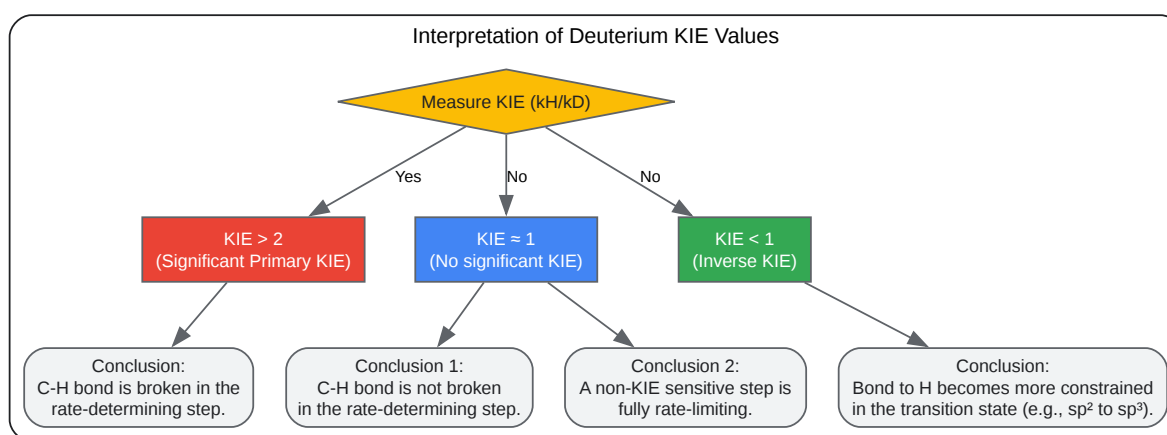 Interpretation of Deuterium KIE Values
Measure KIE (kH/kD)
Yes
No
No
KIE > 2
(Significant Primary KIE)
KIE ≈ 1
(No significant KIE)
KIE < 1
(Inverse KIE)
Conclusion:
C-H bond is broken in the
rate-determining step.
Conclusion 1:
C-H bond is not broken
in the rate-determining step.
Conclusion 2:
A non-KIE sensitive step is
fully rate-limiting.
Conclusion:
Bond to H becomes more constrained
in the transition state (e.g., sp² to sp³).